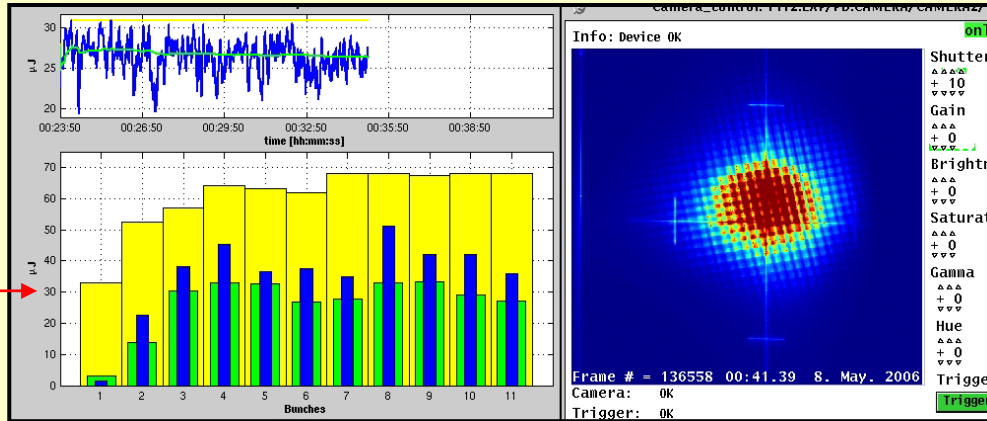 30
25
20
µJ
00:23:50 00:26:50 00:29:50 00:32:50 00:35:50 00:38:50
time [hh:mm:ss]
70
60
50
40
30
20
10
0
µJ
1 2 3 4 5 6 7 8 9 10 11
Bunches
Info: Device OK
Shutter
+ 10
Gain
+ 0
Brightn
+ 0
Saturat
+ 0
Gamma
+ 0
Hue
+ 0
Trigge
Trigger
Frame # = 136558 00:41.39 8. May. 2006
Camera: OK
Trigger: OK